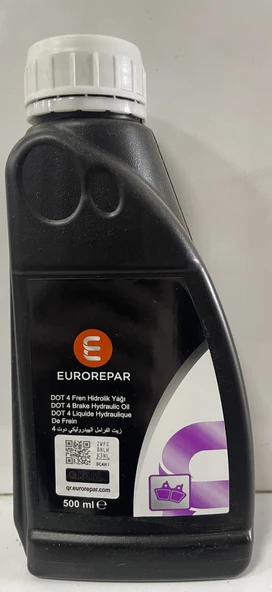 EUROREPAR
DOT 4 Fren Hidrolik Yağı
DOT 4 Brake Hydraulic Oil
DOT 4 Liquide Hydraulique
De Frein
زيت الفرامل الهيدروليكي دوت 4
qr.eurorepar.com
500 ml e